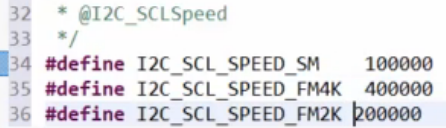 32 * @I2C_SCLSpeed
33 */
34 #define I2C_SCL_SPEED_SM 100000
35 #define I2C_SCL_SPEED_FM4K 400000
36 #define I2C_SCL_SPEED_FM2K 200000